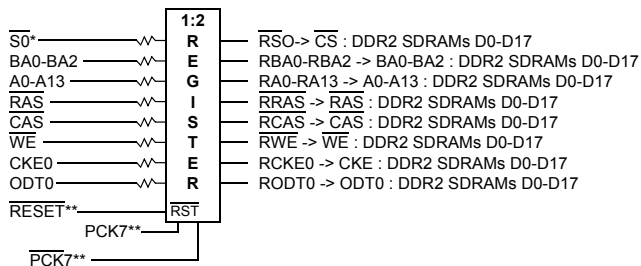 1:2
S0* R RSO-> CS : DDR2 SDRAMs D0-D17
BA0-BA2 E RBA0-RBA2 -> BA0-BA2 : DDR2 SDRAMs D0-D17
A0-A13 G RA0-RA13 -> A0-A13 : DDR2 SDRAMs D0-D17
RAS I RRAS -> RAS : DDR2 SDRAMs D0-D17
CAS S RCAS -> CAS : DDR2 SDRAMs D0-D17
WE T RWE -> WE : DDR2 SDRAMs D0-D17
CKE0 E RCKE0 -> CKE : DDR2 SDRAMs D0-D17
ODT0 R RODT0 -> ODT0 : DDR2 SDRAMs D0-D17
RESET** RST
PCK7**
PCK7**